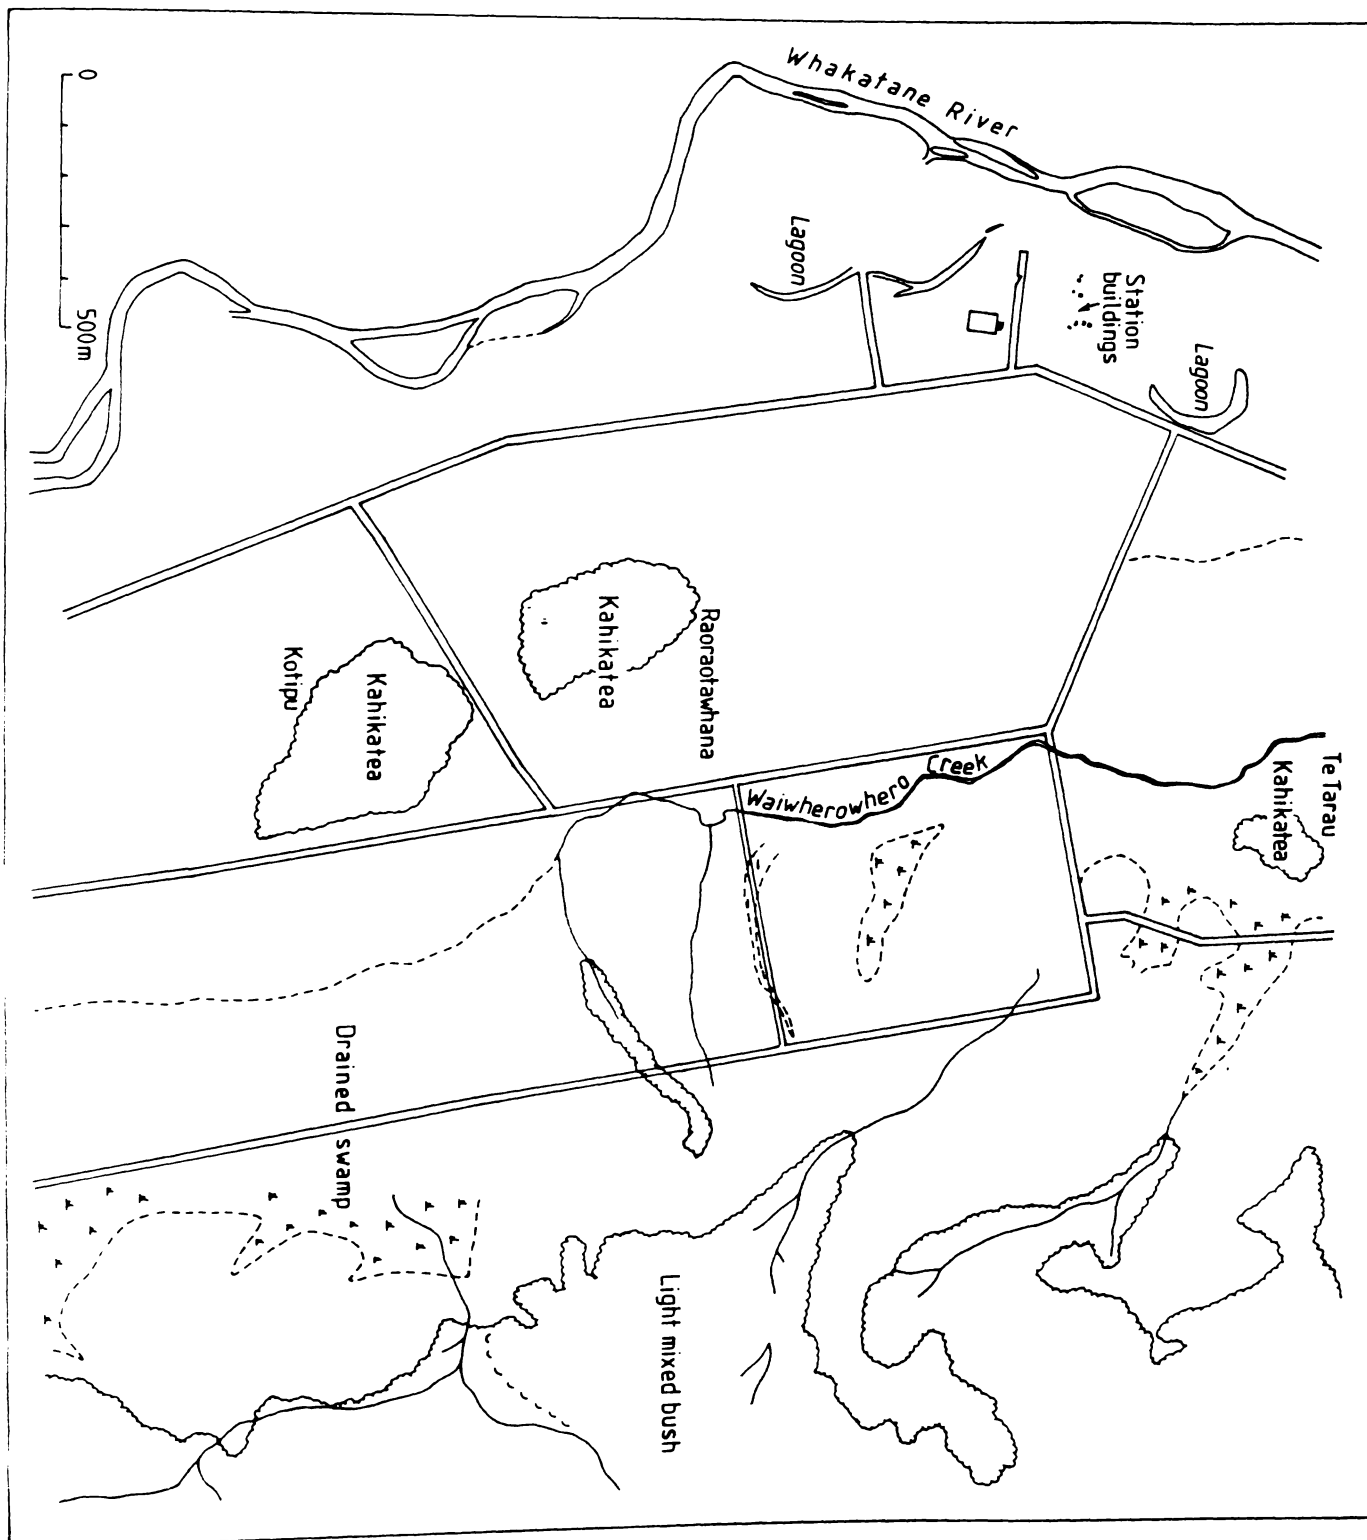 Whakatane River
0
500m
Lagoon
Station
buildings
Lagoon
Kahikatea
Raoraotawhana
Kahikatea
Kotipu
Waiwherowhero Creek
Te Tarau
Kahikatea
Drained swamp
Light mixed bush